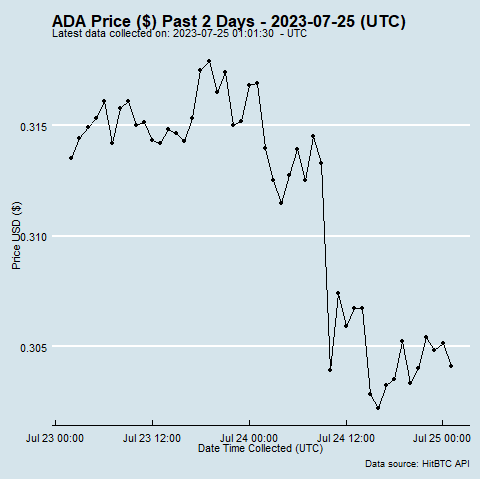 ADA Price ($) Past 2 Days - 2023-07-25 (UTC)
Latest data collected on: 2023-07-25 01:01:30 - UTC
0.315
0.310
0.305
Price USD ($)
Jul 23 00:00 Jul 23 12:00 Jul 24 00:00 Jul 24 12:00 Jul 25 00:00
Date Time Collected (UTC)
Data source: HitBTC API